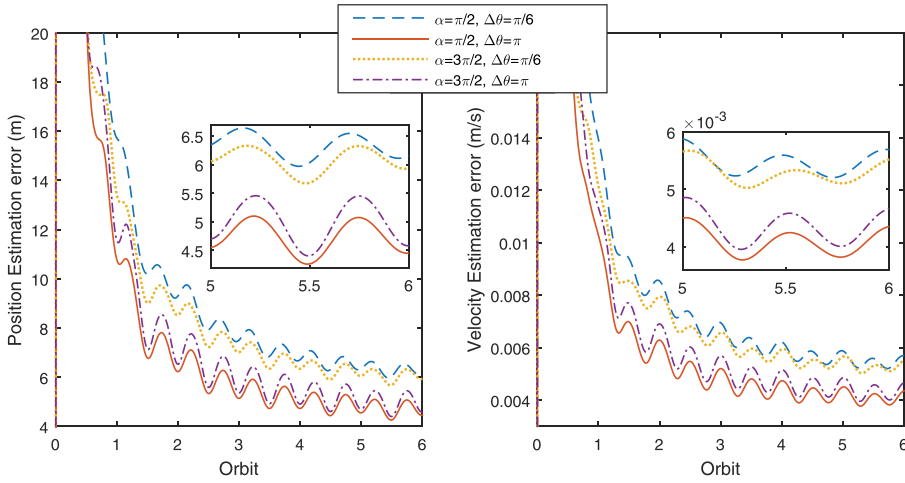 α=π/2, Δθ=π/6
α=π/2, Δθ=π
α=3π/2, Δθ=π/6
α=3π/2, Δθ=π
Position Estimation error (m)
20
18
16
14
12
10
8
6
4
0 1 2 3 4 5 6
Orbit
6.5
6
5.5
5
4.5
5 5.5 6
Velocity Estimation error (m/s)
0.014
0.012
0.01
0.008
0.006
0.004
0 1 2 3 4 5 6
Orbit
×10⁻³
6
5
4
5 5.5 6